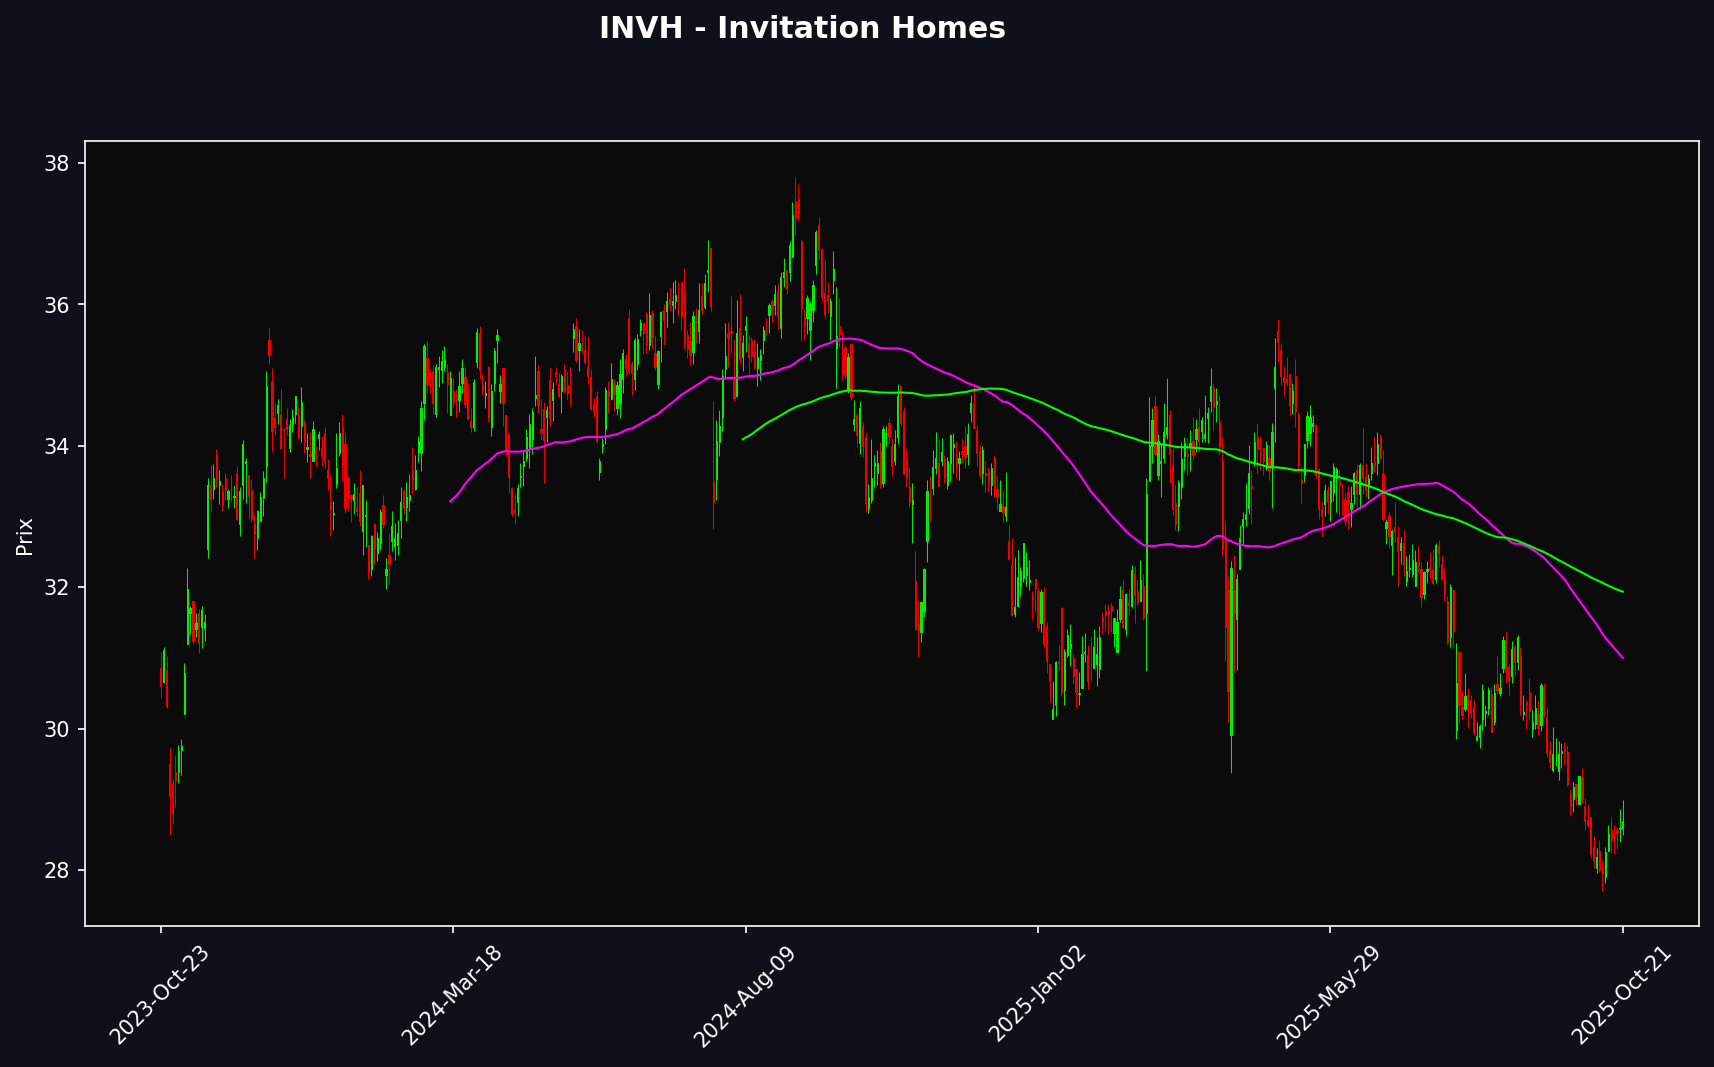 INVH - Invitation Homes
Prix
38
36
34
32
30
28
2023-Oct-23
2024-Mar-18
2024-Aug-09
2025-Jan-02
2025-May-29
2025-Oct-21